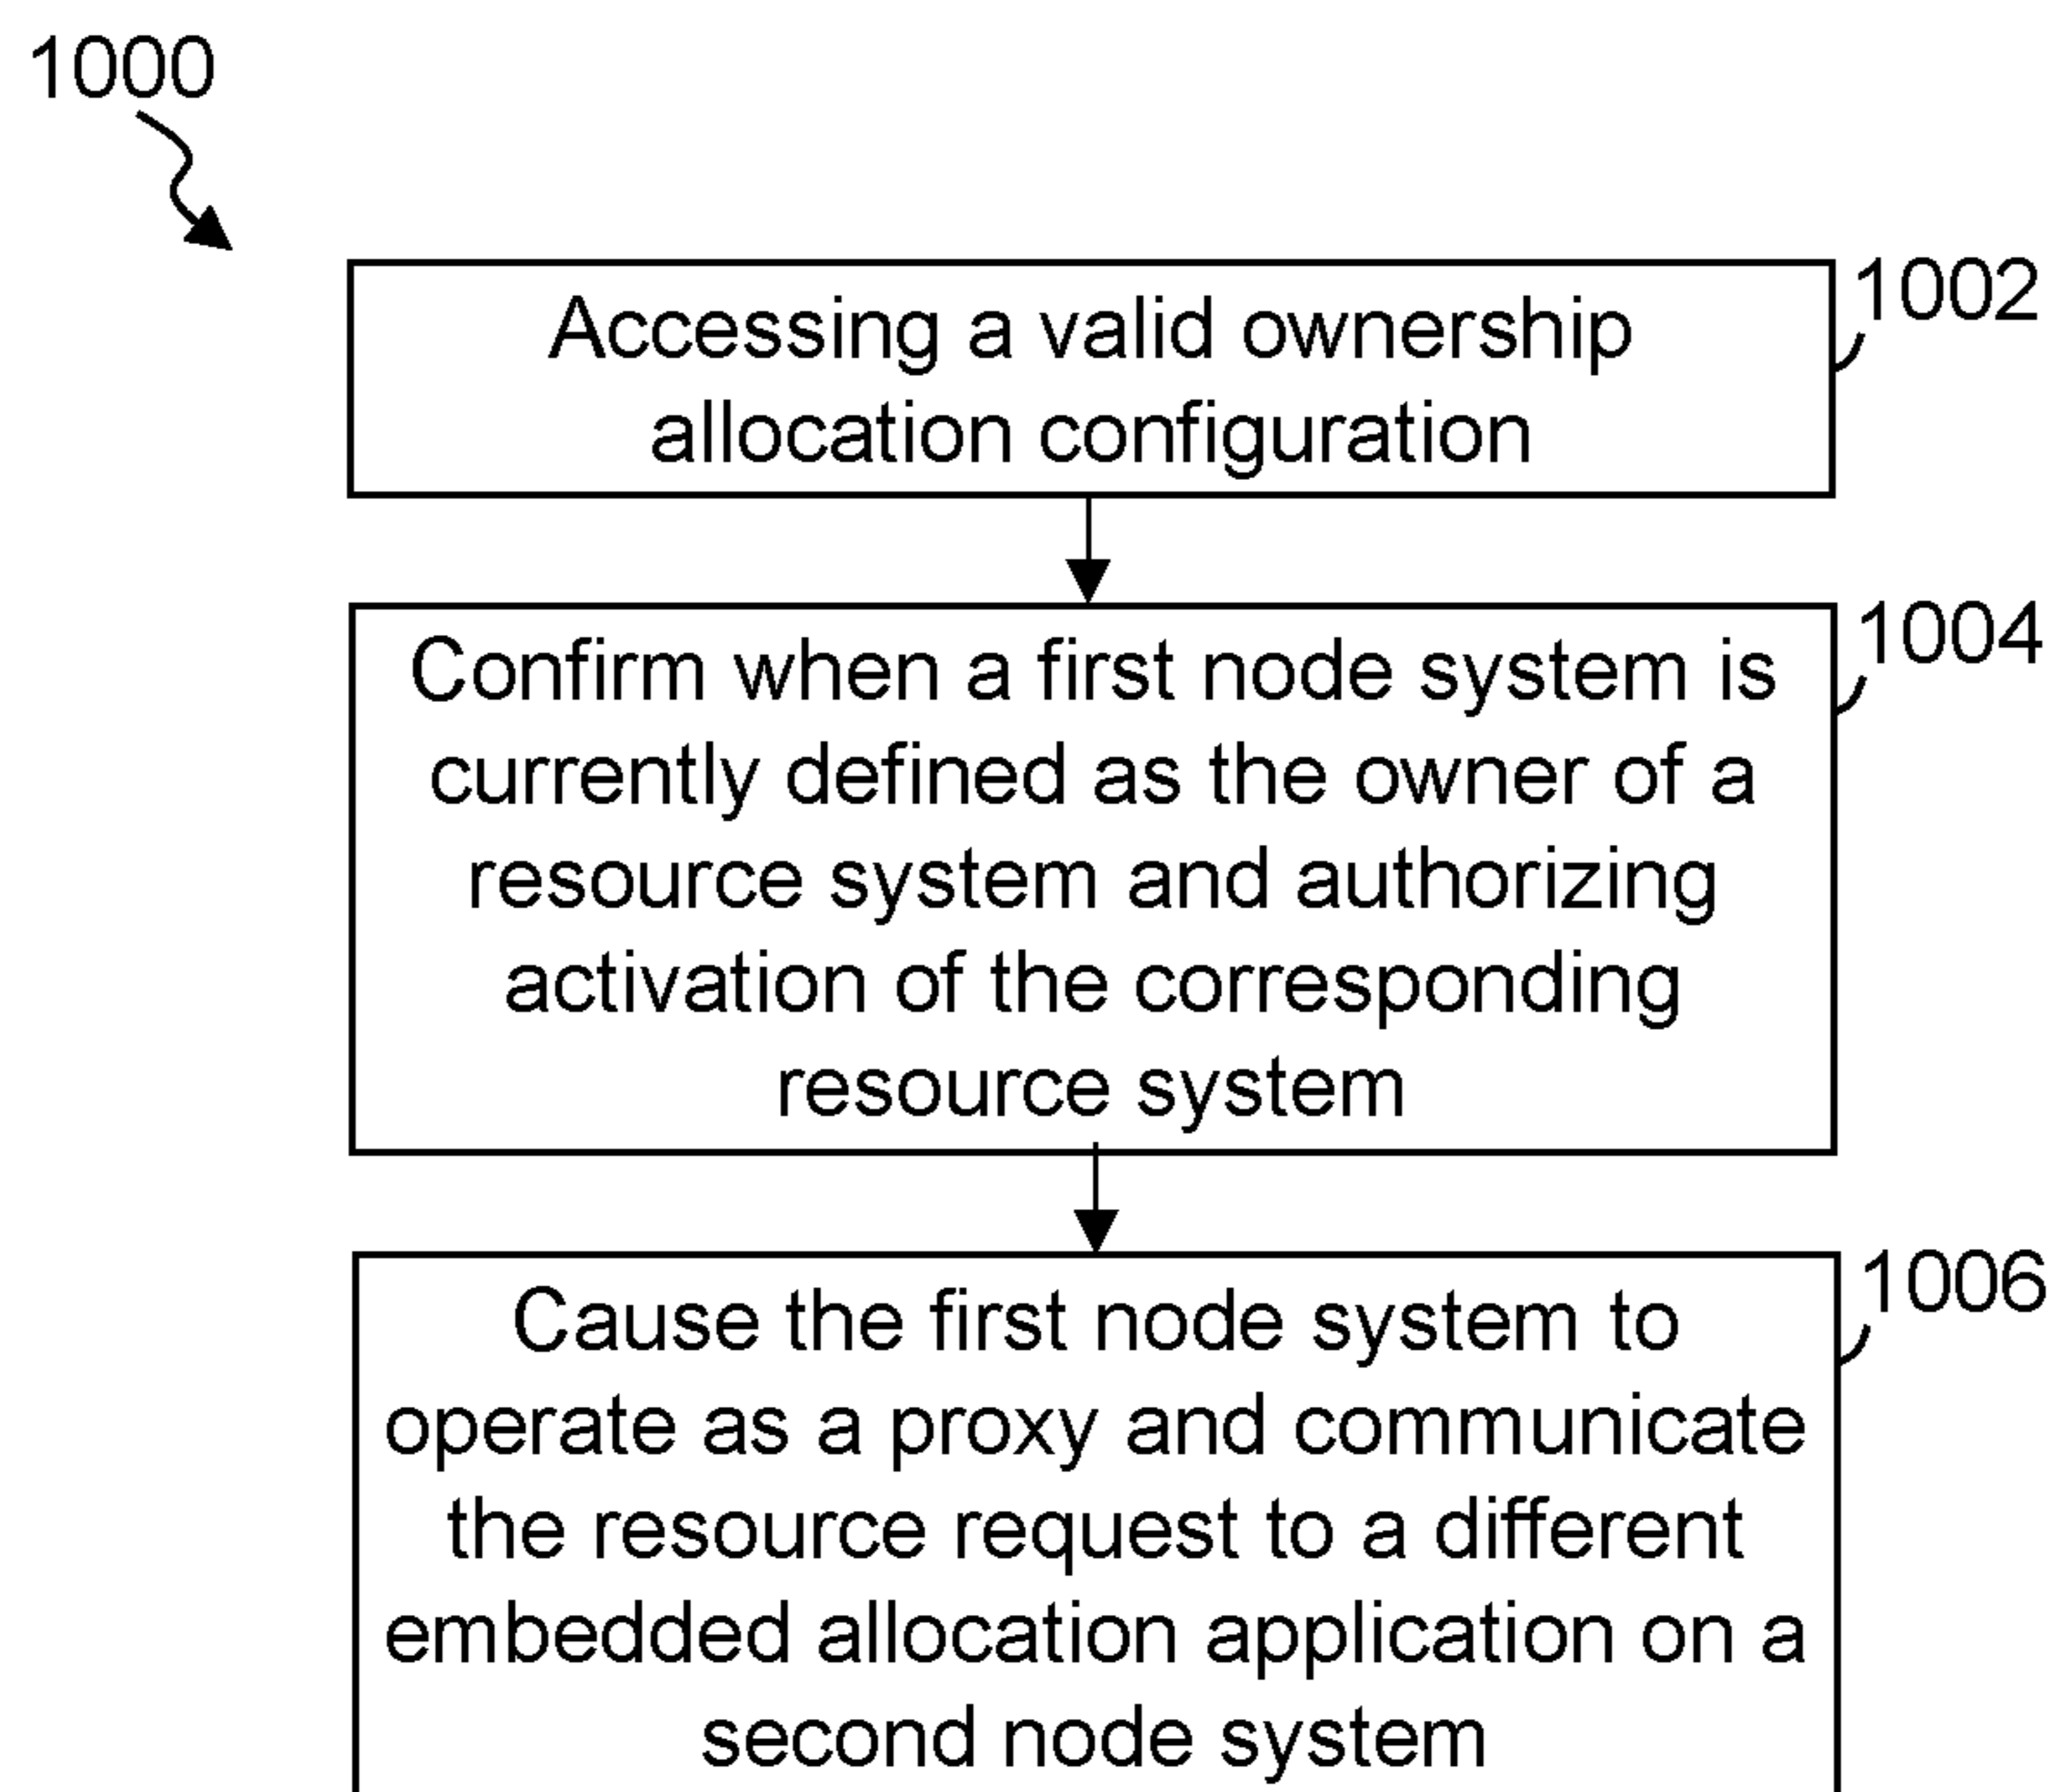 1000
Accessing a valid ownership
allocation configuration
1002
Confirm when a first node system is
currently defined as the owner of a
resource system and authorizing
activation of the corresponding
resource system
1004
Cause the first node system to
operate as a proxy and communicate
the resource request to a different
embedded allocation application on a
second node system
1006